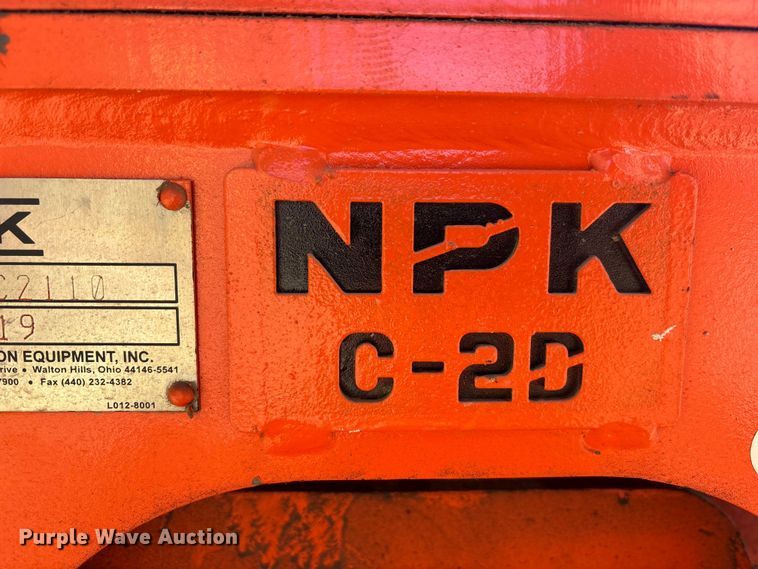 K
C2110
19
ON EQUIPMENT, INC.
rive • Walton Hills, Ohio 44146-5541
7900 • Fax (440) 232-4382
L012-8001
NPK
C-2D
Purple Wave Auction